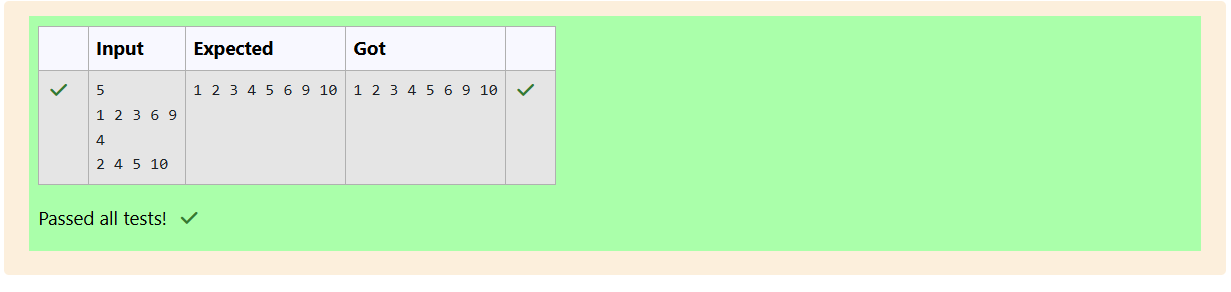 Input Expected Got
5 1 2 3 4 5 6 9 10 1 2 3 4 5 6 9 10
1 2 3 6 9
4
2 4 5 10
Passed all tests!